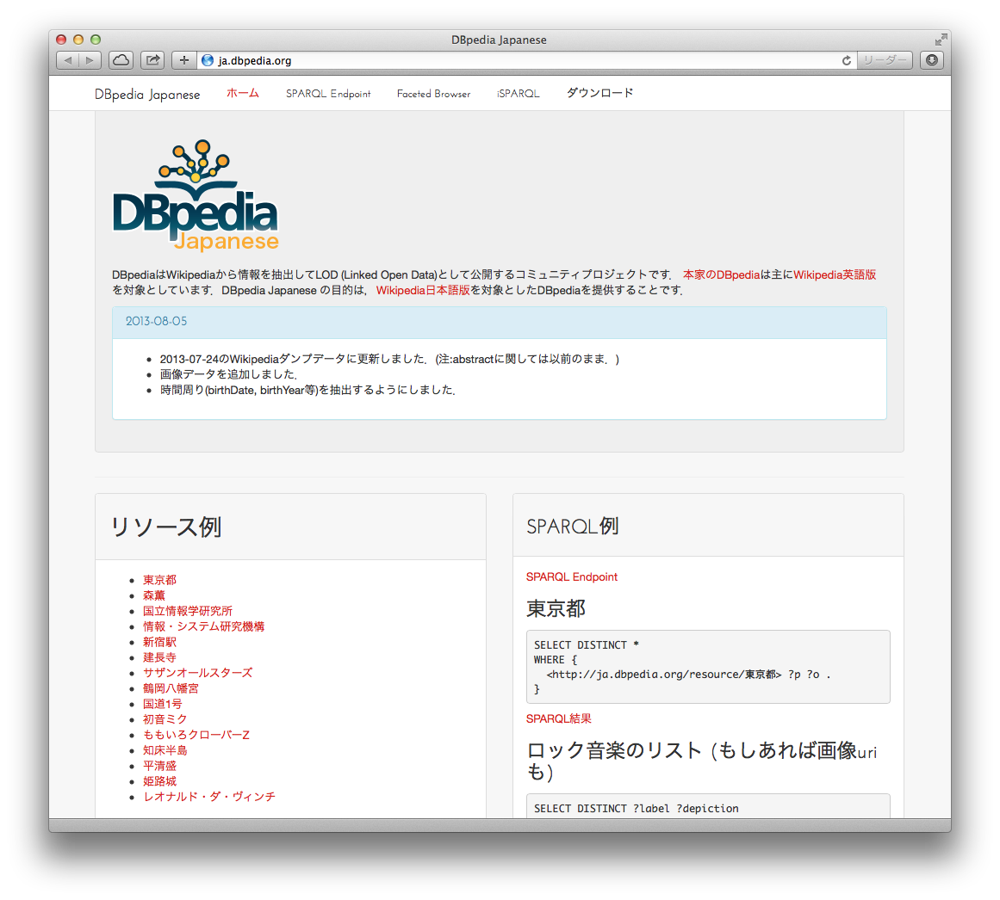 DBpedia Japanese
ja.dbpedia.org
リーダー
DBpedia Japanese ホーム SPARQL Endpoint Faceted Browser iSPARQL ダウンロード
DBpedia
Japanese
DBpediaはWikipediaから情報を抽出してLOD (Linked Open Data)として公開するコミュニティプロジェクトです． 本家のDBpediaは主にWikipedia英語版
を対象としています．DBpedia Japanese の目的は，Wikipedia日本語版を対象としたDBpediaを提供することです．
2013-08-05
• 2013-07-24のWikipediaダンプデータに更新しました．(注:abstractに関しては以前のまま．)
• 画像データを追加しました．
• 時間周り(birthDate, birthYear等)を抽出するようにしました．
リソース例
• 東京都
• 森薫
• 国立情報学研究所
• 情報・システム研究機構
• 新宿駅
• 建長寺
• サザンオールスターズ
• 鶴岡八幡宮
• 国道1号
• 初音ミク
• ももいろクローバーZ
• 知床半島
• 平清盛
• 姫路城
• レオナルド・ダ・ヴィンチ
SPARQL例
SPARQL Endpoint
東京都
SELECT DISTINCT *
WHERE {
<http://ja.dbpedia.org/resource/東京都> ?p ?o .
}
SPARQL結果
ロック音楽のリスト (もしあれば画像uri
も)
SELECT DISTINCT ?label ?depiction